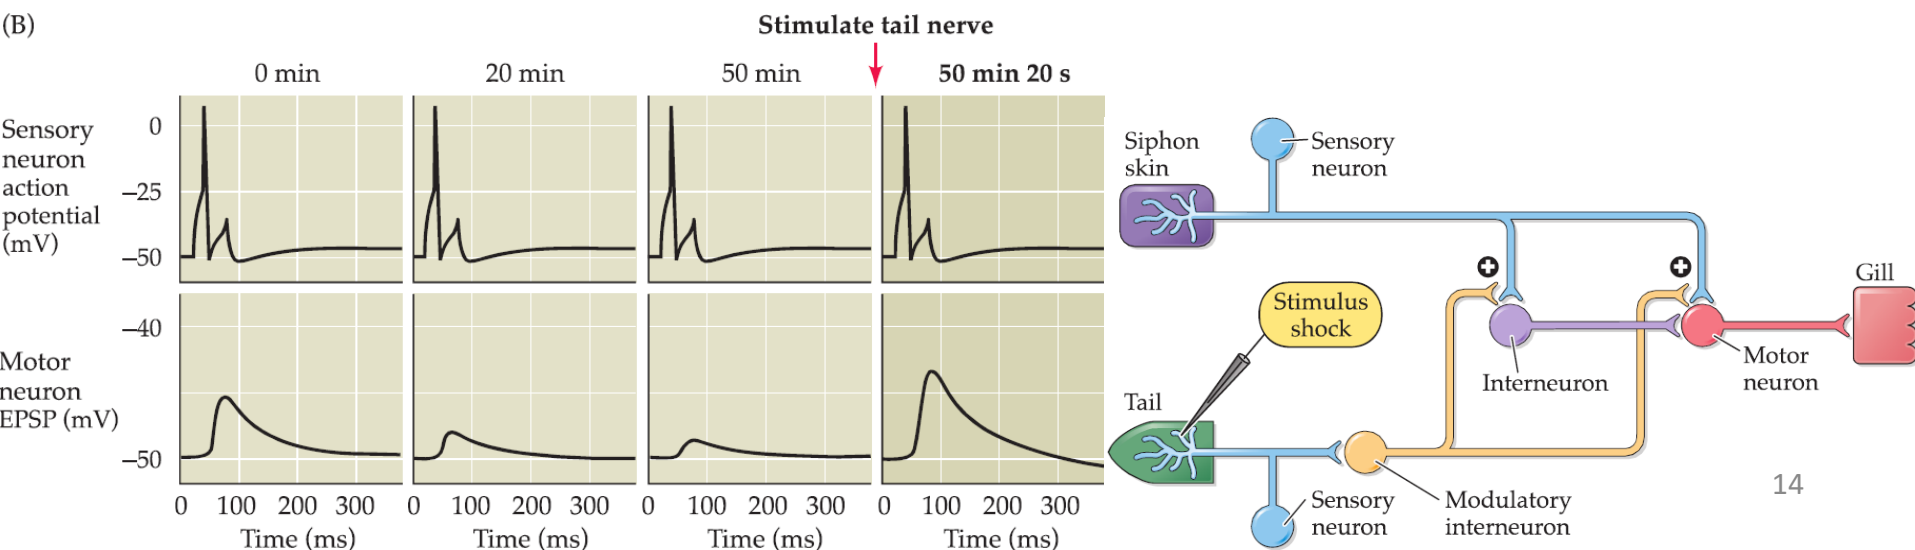 (B)
Stimulate tail nerve
0 min
20 min
50 min
50 min 20 s
Sensory
neuron
action
potential
(mV)
0
–25
–50
Motor
neuron
EPSP (mV)
–40
–50
0 100 200 300
Time (ms)
0 100 200 300
Time (ms)
0 100 200 300
Time (ms)
0 100 200 300
Time (ms)
Siphon
skin
Sensory
neuron
Gill
Stimulus
shock
Interneuron
Motor
neuron
Tail
Sensory
neuron
Modulatory
interneuron
14